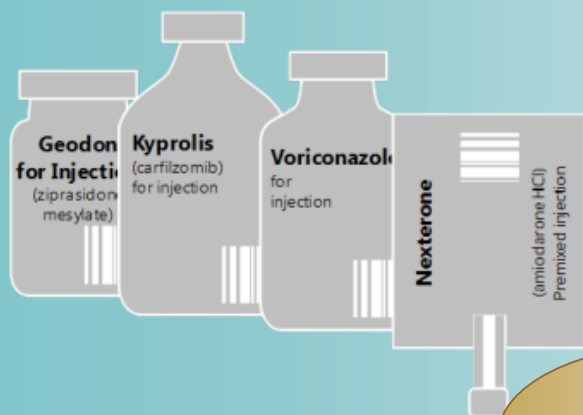 Geodon
for Injecti
(ziprasidon
mesylate)
Kyprolis
(carfilzomib)
for injection
Voriconazol
for
injection
Nexterone
(amiodarone HCl)
Premixed injection